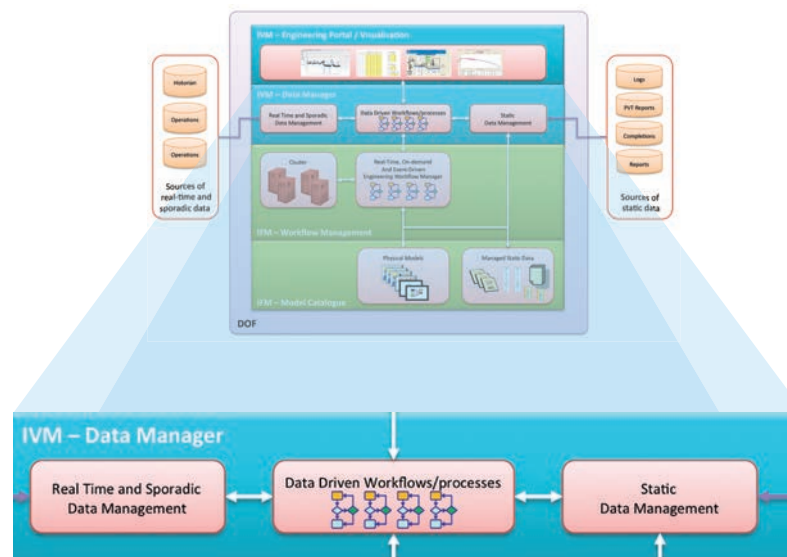 IVM – Engineering Portal / Visualisation
IVM – Data Manager
Real Time and Sporadic
Data Management
Data Driven Workflows/processes
Static
Data Management
Cluster
Real-Time, On-demand
And Event-Driven
Engineering Workflow Manager
IFM – Workflow Management
Physical Models
Managed Static Data
IFM – Model Catalogue
DOF
Historian
Operations
Operations
Sources of
real-time and
sporadic data
Logs
PVT Reports
Completions
Reports
Sources of
static data
IVM – Data Manager
Real Time and Sporadic
Data Management
Data Driven Workflows/processes
Static
Data Management